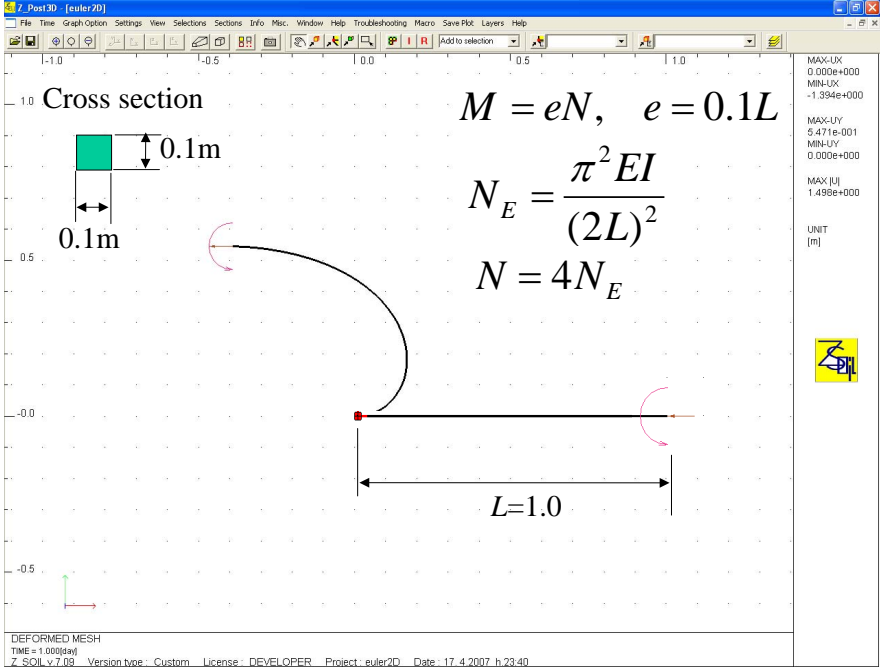 Z_Post3D - [euler2D]
File Time Graph Option Settings View Selections Sections Info Misc. Window Help Troubleshooting Macro Save Plot Layers Help
I R Add to selection
-1.0 -0.5 0.0 0.5 1.0
1.0
0.5
-0.0
-0.5
Cross section
0.1m
0.1m
M = eN, e = 0.1L
N_E = π²EI / (2L)²
N = 4N_E
L=1.0
MAX-UX
0.000e+000
MIN-UX
-1.394e+000
MAX-UY
5.471e-001
MIN-UY
0.000e+000
MAX |U|
1.498e+000
UNIT
[m]
ZSOIL
DEFORMED MESH
TIME = 1.000[day]
Z_SOIL v.7.09 Version type : Custom License : DEVELOPER Project : euler2D Date : 17. 4.2007 h.23:40